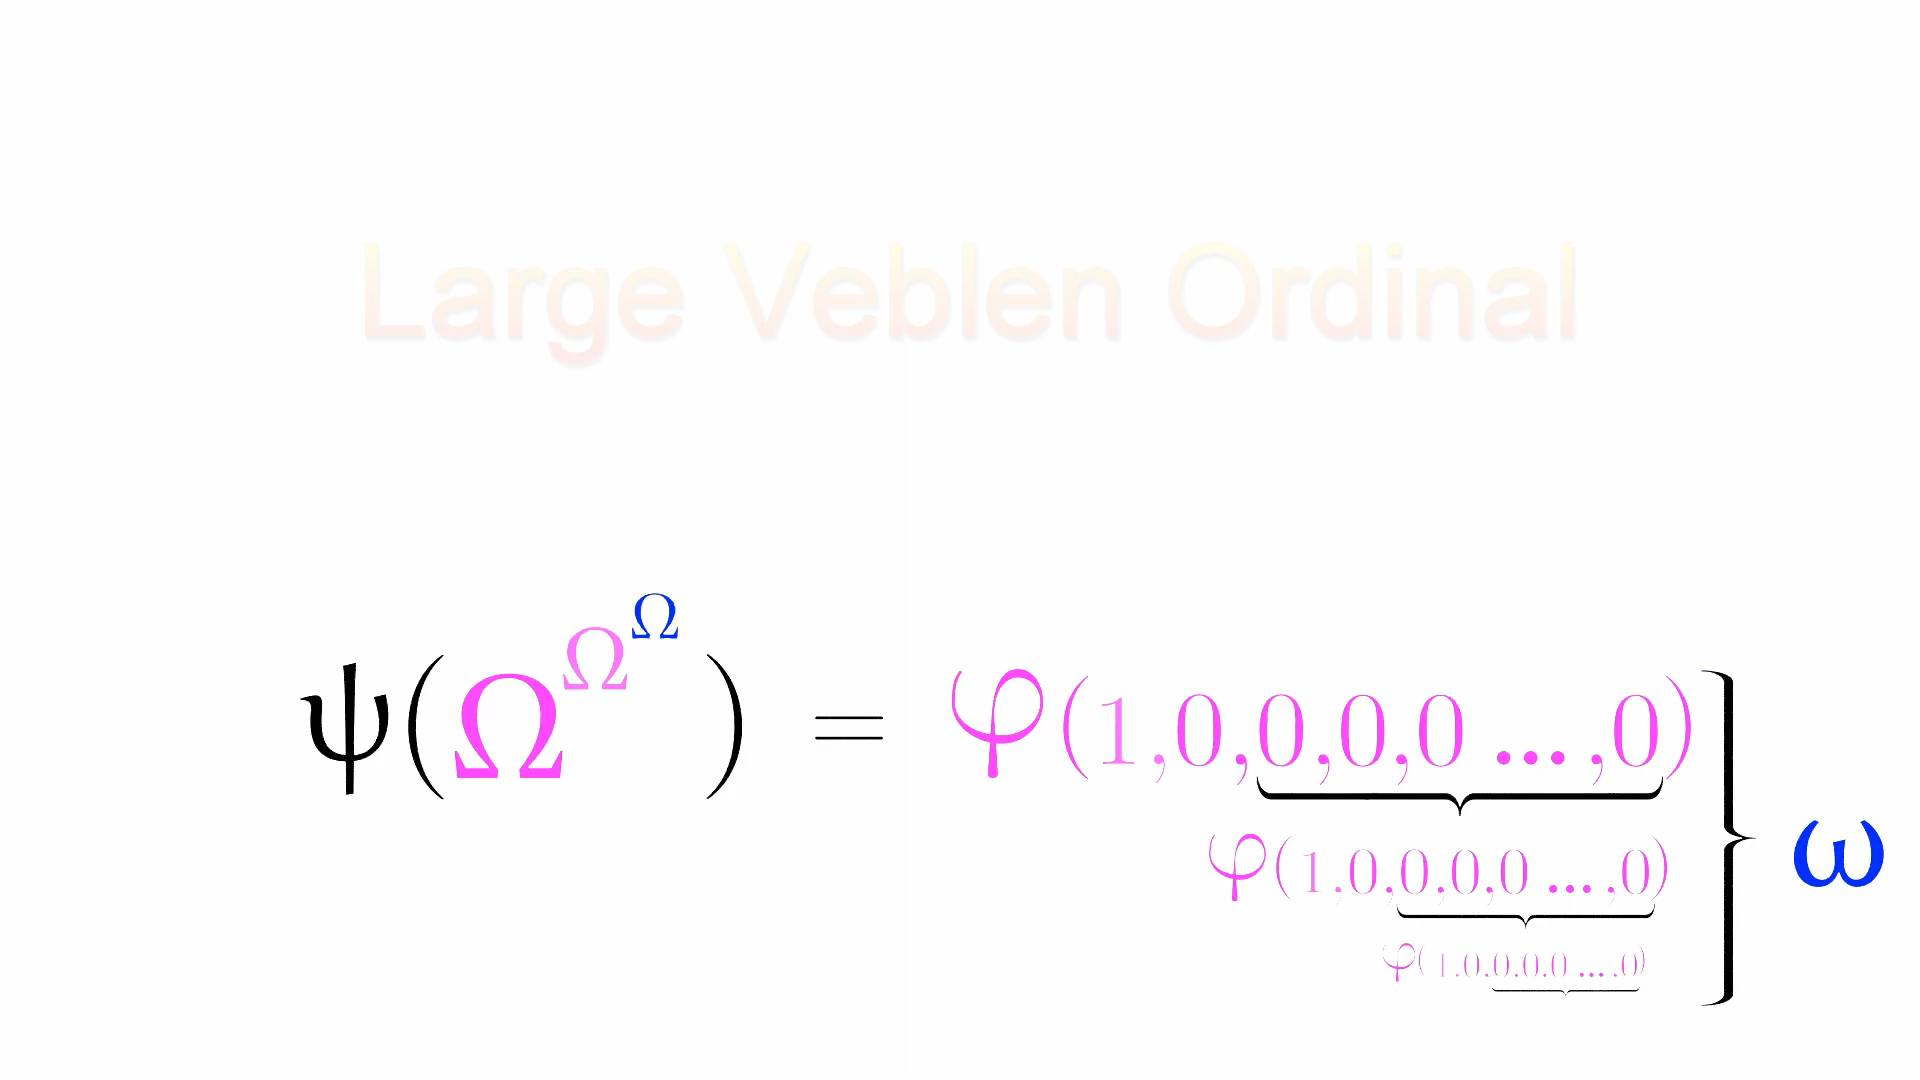 Large Veblen Ordinal
ψ(Ω^Ω^Ω) = φ(1,0,0,0,0 ... ,0)
φ(1,0,0,0,0 ... ,0)
φ(1,0,0,0,0 ... ,0)
ω